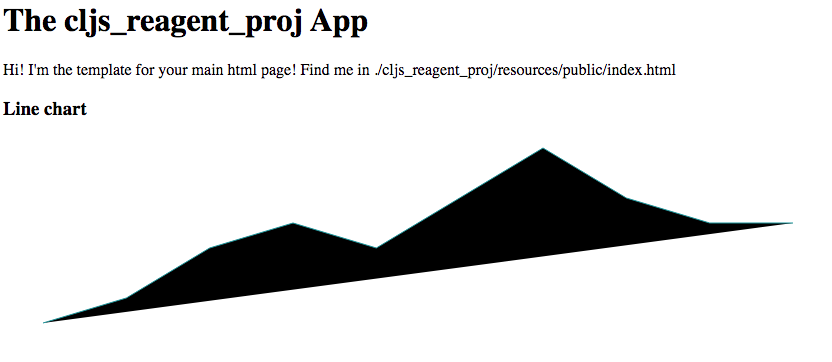 The cljs_reagent_proj App
Hi! I'm the template for your main html page! Find me in ./cljs_reagent_proj/resources/public/index.html
Line chart